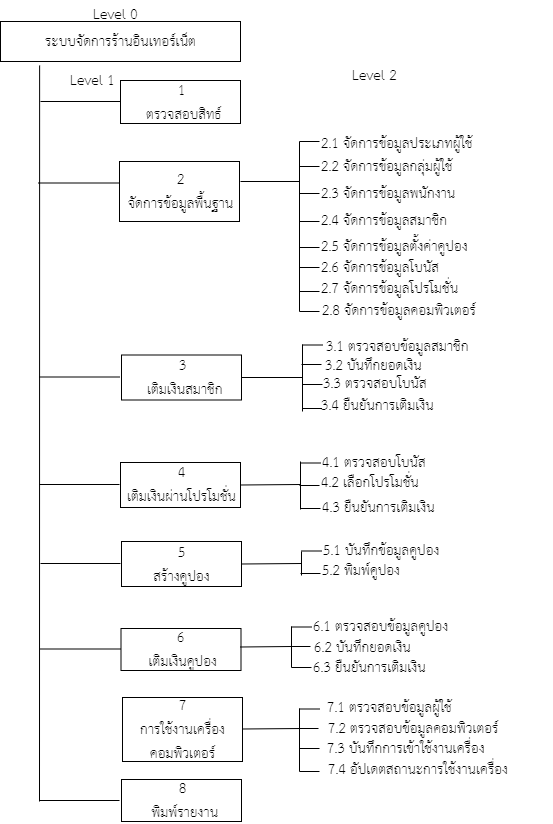 Level 0
ระบบจัดการร้านอินเทอร์เน็ต
Level 1
Level 2
1
ตรวจสอบสิทธ์
2
จัดการข้อมูลพื้นฐาน
2.1 จัดการข้อมูลประเภทผู้ใช้
2.2 จัดการข้อมูลกลุ่มผู้ใช้
2.3 จัดการข้อมูลพนักงาน
2.4 จัดการข้อมูลสมาชิก
2.5 จัดการข้อมูลตั้งค่าคูปอง
2.6 จัดการข้อมูลโบนัส
2.7 จัดการข้อมูลโปรโมชั่น
2.8 จัดการข้อมูลคอมพิวเตอร์
3
เติมเงินสมาชิก
3.1 ตรวจสอบข้อมูลสมาชิก
3.2 บันทึกยอดเงิน
3.3 ตรวจสอบโบนัส
3.4 ยืนยันการเติมเงิน
4
เติมเงินผ่านโปรโมชั่น
4.1 ตรวจสอบโบนัส
4.2 เลือกโปรโมชั่น
4.3 ยืนยันการเติมเงิน
5
สร้างคูปอง
5.1 บันทึกข้อมูลคูปอง
5.2 พิมพ์คูปอง
6
เติมเงินคูปอง
6.1 ตรวจสอบข้อมูลคูปอง
6.2 บันทึกยอดเงิน
6.3 ยืนยันการเติมเงิน
7
การใช้งานเครื่อง
คอมพิวเตอร์
7.1 ตรวจสอบข้อมูลผู้ใช้
7.2 ตรวจสอบข้อมูลคอมพิวเตอร์
7.3 บันทึกการเข้าใช้งานเครื่อง
7.4 อัปเดตสถานะการใช้งานเครื่อง
8
พิมพ์รายงาน